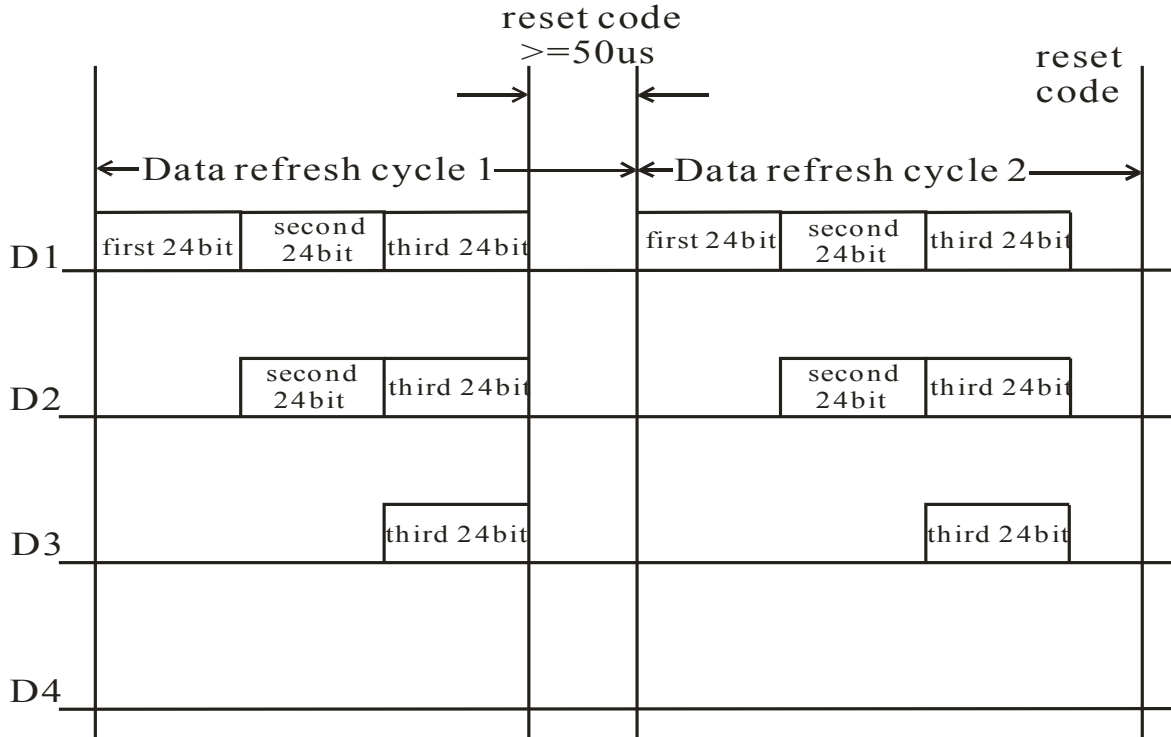 reset code
>=50us
reset
code
Data refresh cycle 1
Data refresh cycle 2
D1
first 24bit
second
24bit
third 24bit
first 24bit
second
24bit
third 24bit
D2
second
24bit
third 24bit
second
24bit
third 24bit
D3
third 24bit
third 24bit
D4